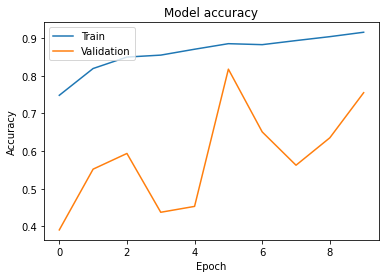 Model accuracy
Train
Validation
Accuracy
0.9
0.8
0.7
0.6
0.5
0.4
0 2 4 6 8
Epoch